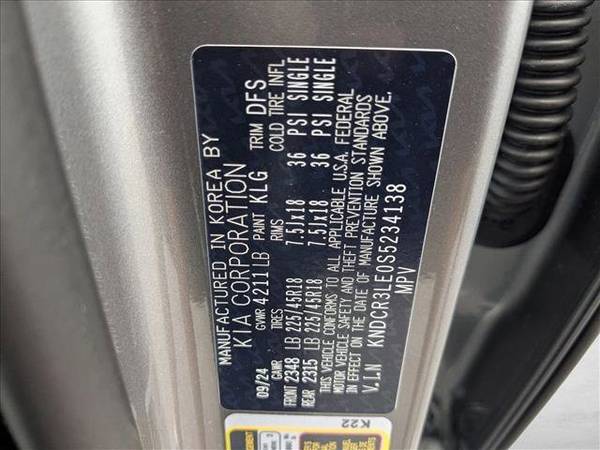 MANUFACTURED IN KOREA BY
KIA CORPORATION
09/24 GVWR 4211 LB PAINT KLG TRIM DFS
GAWR TIRES RIMS COLD TIRE INFL
FRONT 2348 LB 225/45R18 7.5Jx18 36 PSI SINGLE
REAR 2315 LB 225/45R18 7.5Jx18 36 PSI SINGLE
THIS VEHICLE CONFORMS TO ALL APPLICABLE U.S.A. FEDERAL
MOTOR VEHICLE SAFETY AND THEFT PREVENTION STANDARDS
IN EFFECT ON THE DATE OF MANUFACTURE SHOWN ABOVE.
V.I.N KNDCR3LE0S5234138
MPV